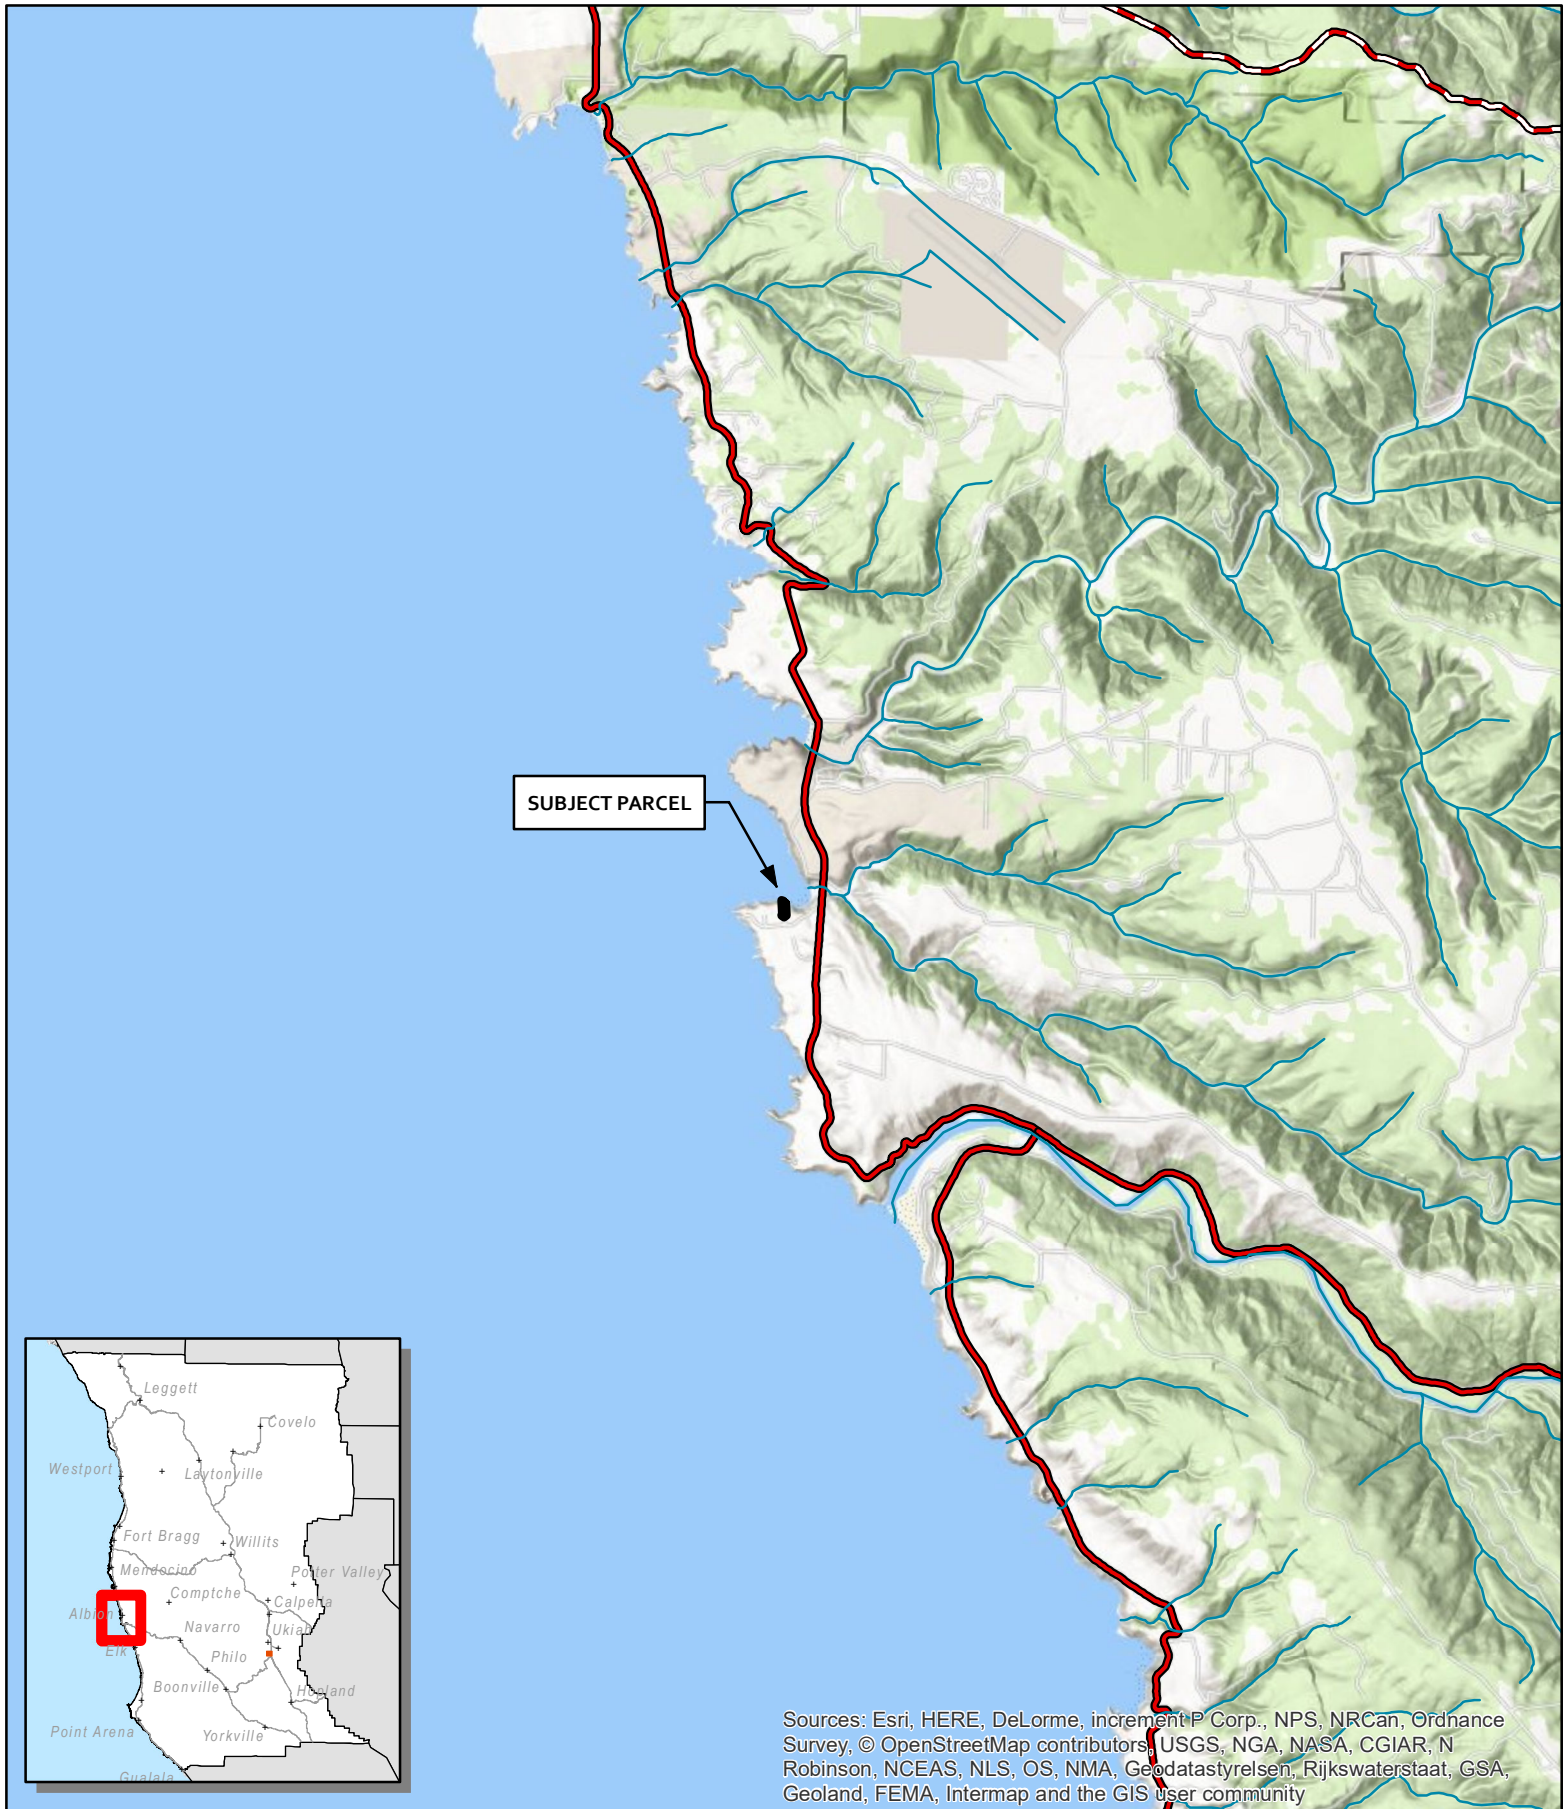 SUBJECT PARCEL
Leggett
Covelo
Westport
Laytonville
Fort Bragg
Willits
Mendocino
Potter Valley
Comptche
Calpella
Albion
Navarro
Ukiah
Elk
Philo
Boonville
Hopland
Point Arena
Yorkville
Gualala
Sources: Esri, HERE, DeLorme, increment P Corp., NPS, NRCan, Ordnance
Survey, © OpenStreetMap contributors, USGS, NGA, NASA, CGIAR, N
Robinson, NCEAS, NLS, OS, NMA, Geodatastyrelsen, Rijkswaterstaat, GSA,
Geoland, FEMA, Intermap and the GIS user community